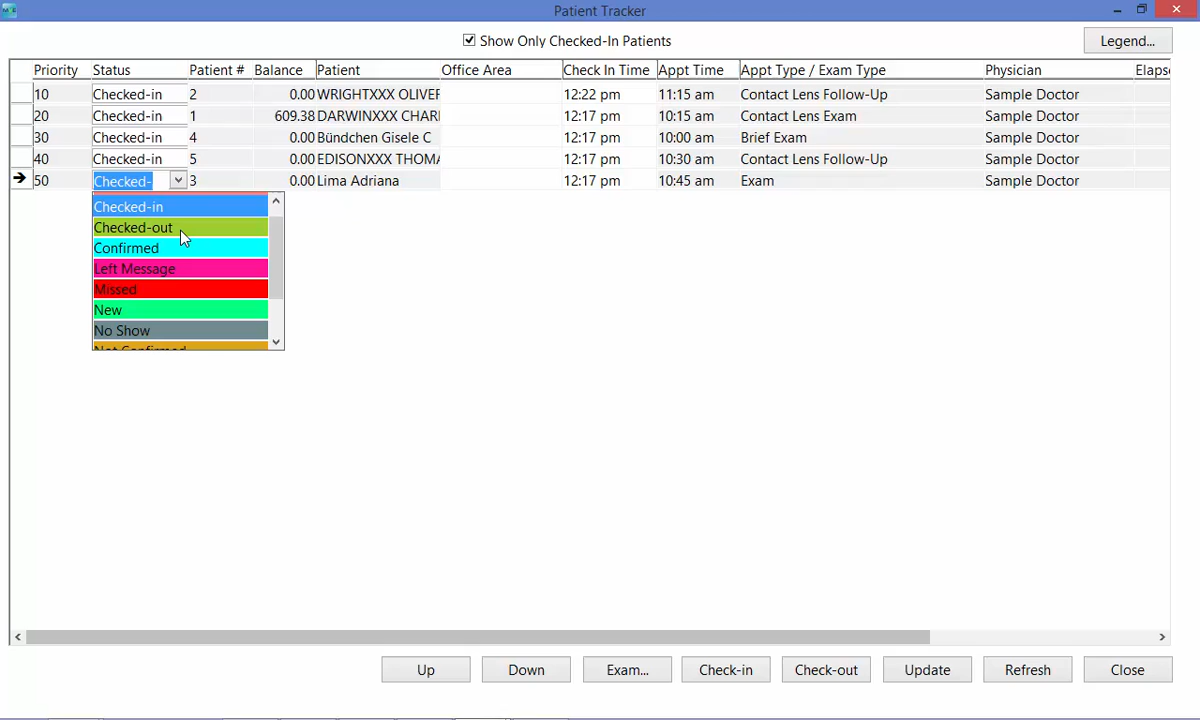 Patient Tracker
Show Only Checked-In Patients
Legend...
Priority Status Patient # Balance Patient Office Area Check In Time Appt Time Appt Type / Exam Type Physician Elapse
10 Checked-in 2 0.00 WRIGHTXXX OLIVER 12:22 pm 11:15 am Contact Lens Follow-Up Sample Doctor
20 Checked-in 1 609.38 DARWINXXX CHARL 12:17 pm 10:15 am Contact Lens Exam Sample Doctor
30 Checked-in 4 0.00 Bündchen Gisele C 12:17 pm 10:00 am Brief Exam Sample Doctor
40 Checked-in 5 0.00 EDISONXXX THOMA 12:17 pm 10:30 am Contact Lens Follow-Up Sample Doctor
50 Checked- 3 0.00 Lima Adriana 12:17 pm 10:45 am Exam Sample Doctor
Checked-in
Checked-out
Confirmed
Left Message
Missed
New
No Show
Not Confirmed
Up Down Exam... Check-in Check-out Update Refresh Close